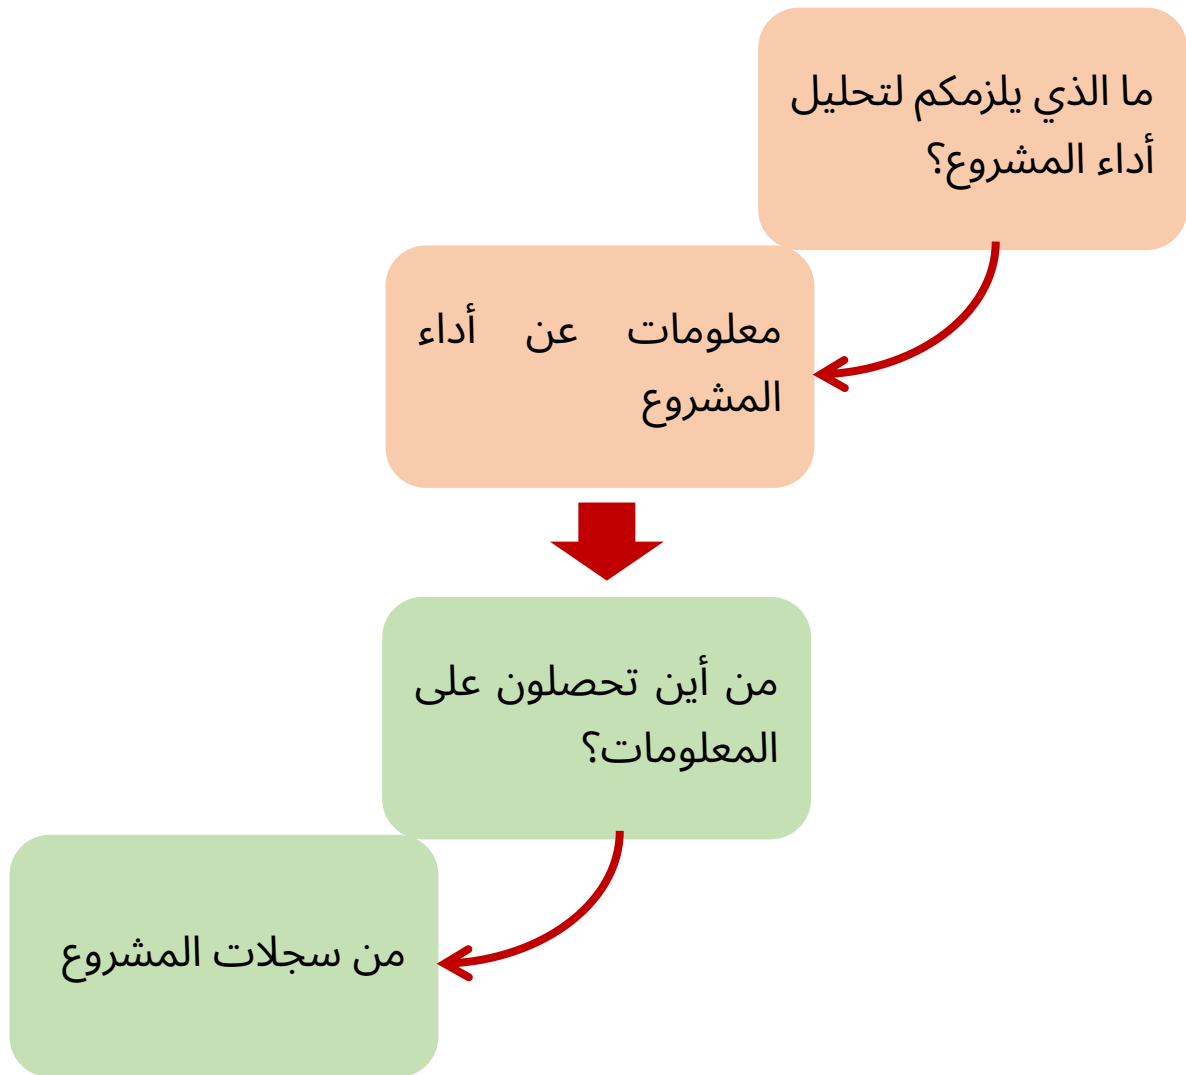 ما الذي يلزمكم لتحليل
أداء المشروع؟
معلومات عن أداء
المشروع
من أين تحصلون على
المعلومات؟
من سجلات المشروع